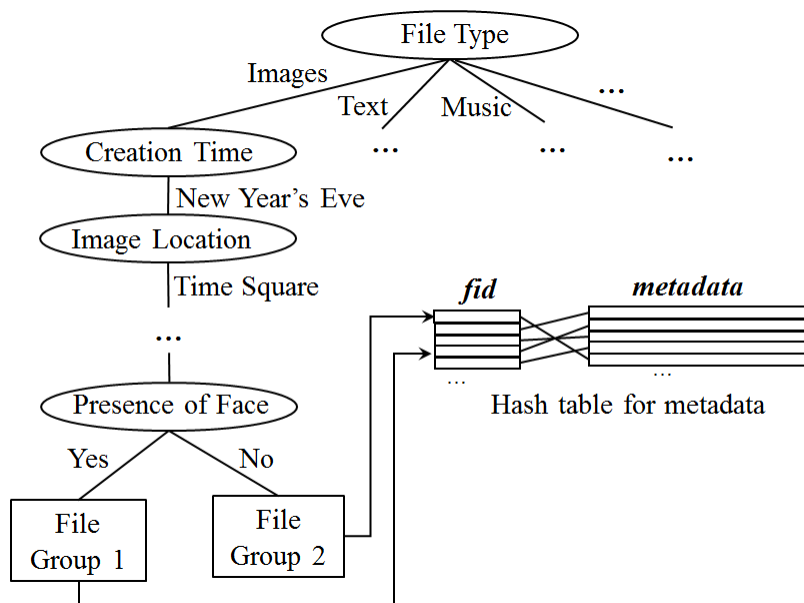 File Type
Images
Text
Music
...
Creation Time
...
...
...
New Year's Eve
Image Location
Time Square
fid
metadata
...
Presence of Face
...
...
Hash table for metadata
Yes
No
File
Group 1
File
Group 2